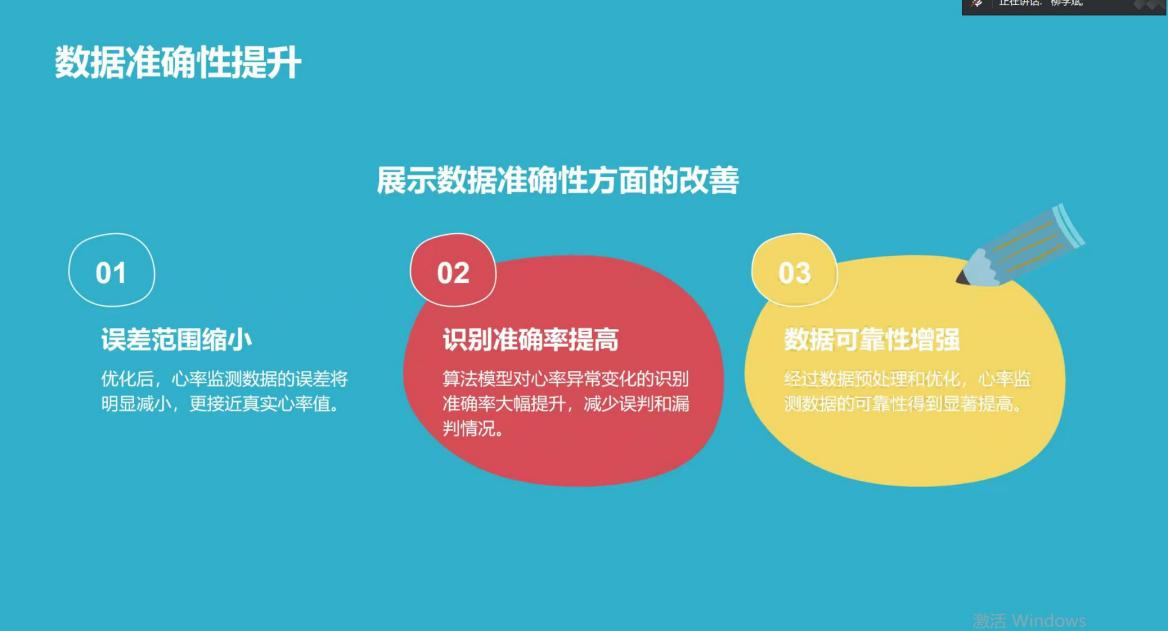 正在讲话:
数据准确性提升
展示数据准确性方面的改善
01
误差范围缩小
优化后，心率监测数据的误差将
明显减小，更接近真实心率值。
02
识别准确率提高
算法模型对心率异常变化的识别
准确率大幅提升，减少误判和漏
判情况。
03
数据可靠性增强
经过数据预处理和优化，心率监
测数据的可靠性得到显著提高。
激活 Windows